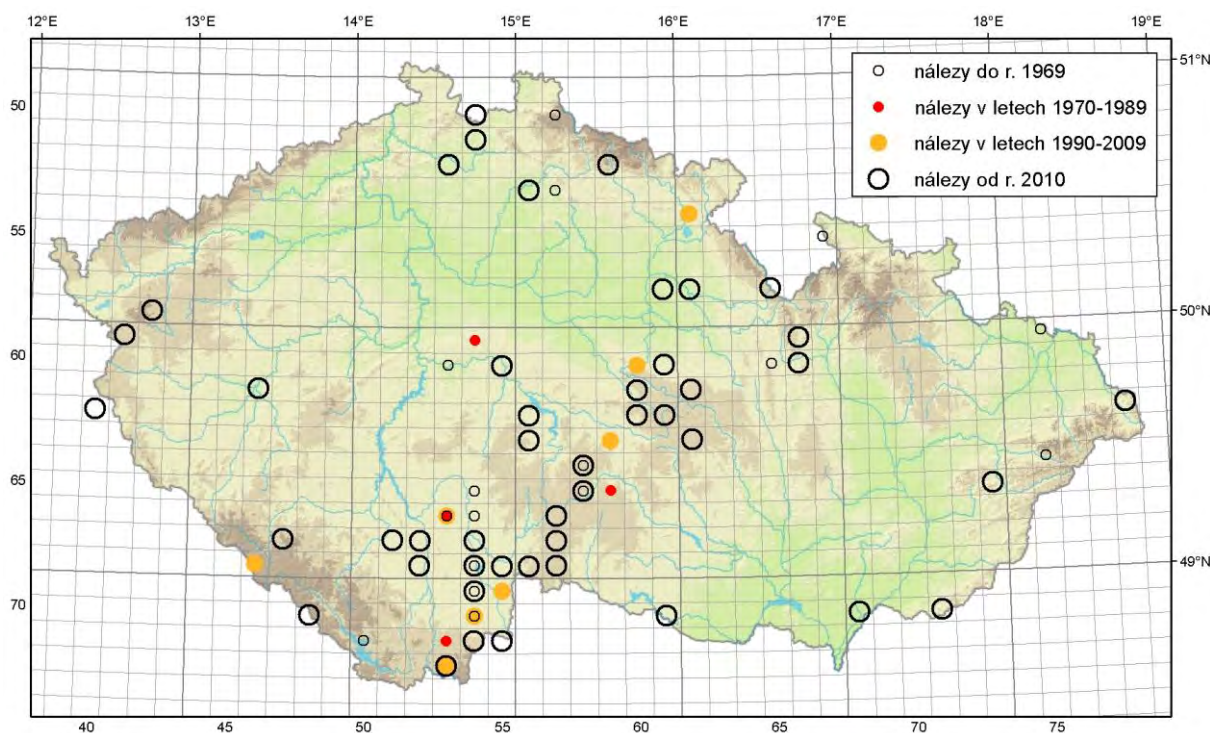 12°E 13°E 14°E 15°E 16°E 17°E 18°E 19°E
nálezy do r. 1969
nálezy v letech 1970-1989
nálezy v letech 1990-2009
nálezy od r. 2010
51°N
50
55
50°N
60
65
49°N
70
40 45 50 55 60 65 70 75